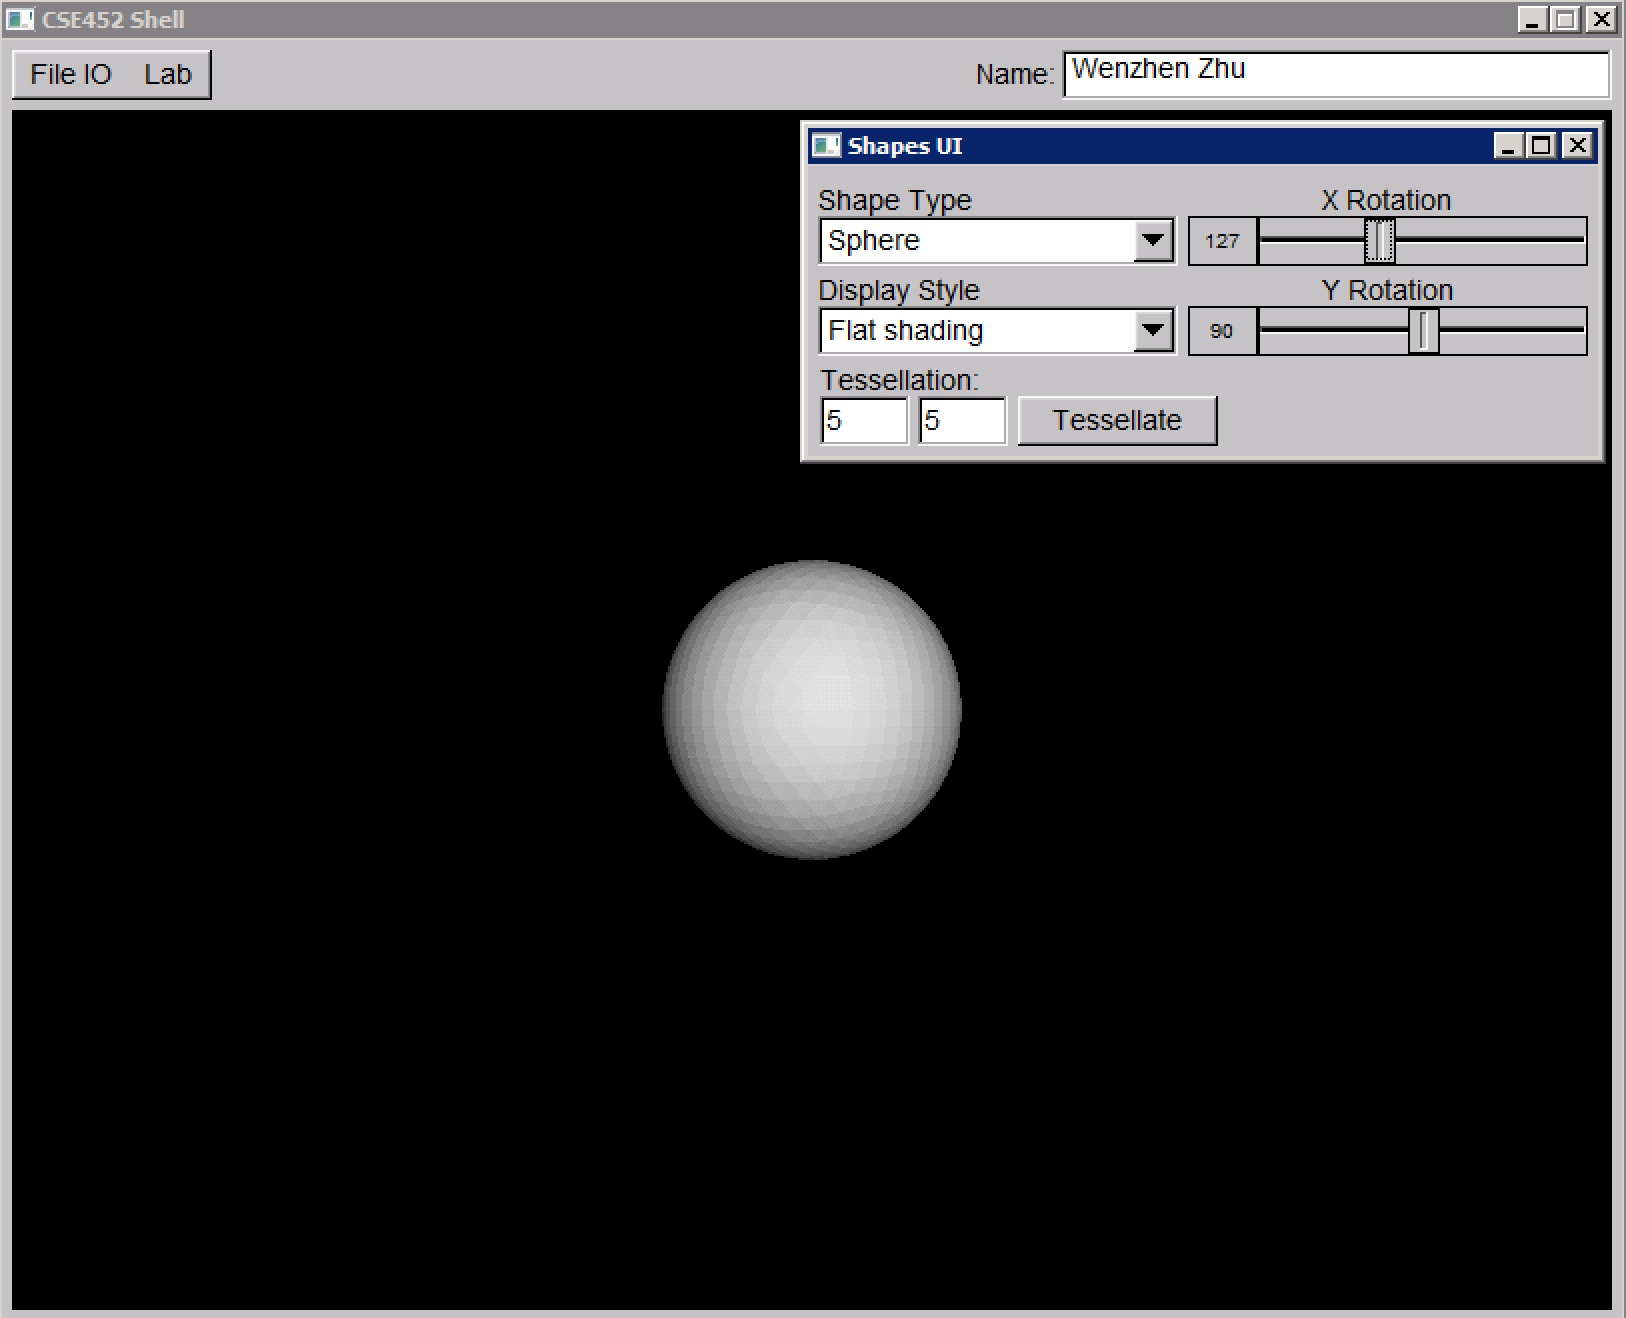 CSE452 Shell
File IO Lab Name: Wenzhen Zhu
Shapes UI
Shape Type X Rotation
Sphere 127
Display Style Y Rotation
Flat shading 90
Tessellation:
5 5 Tessellate